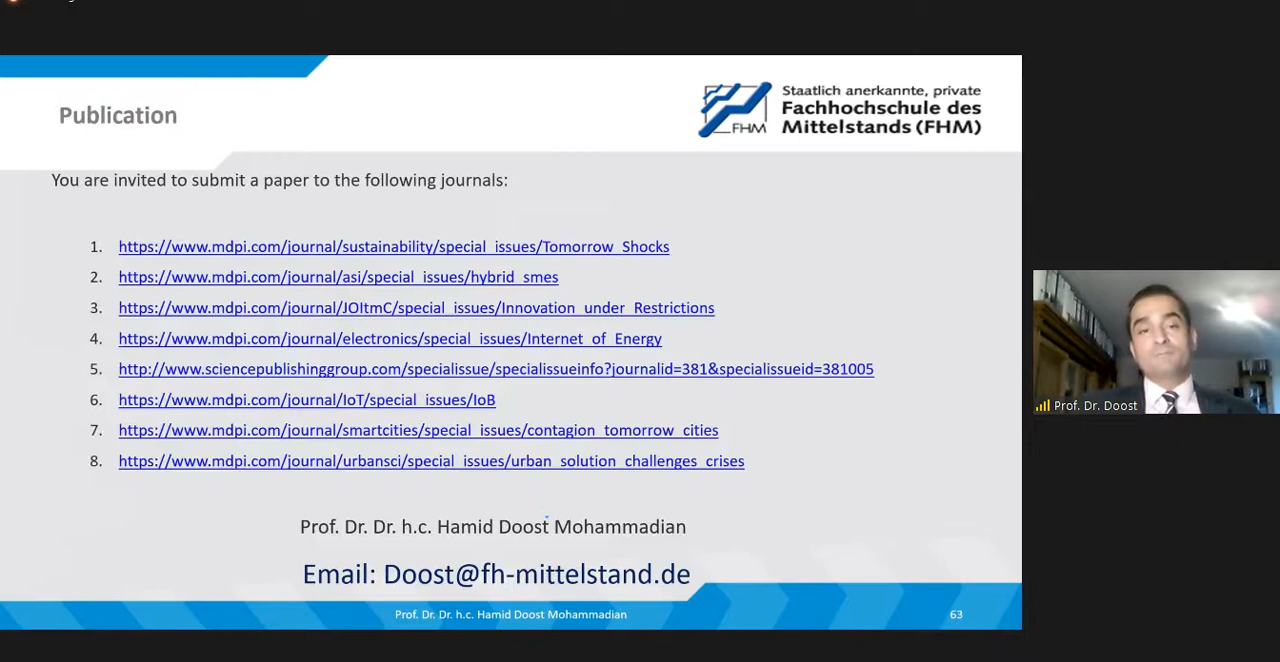 Publication
Staatlich anerkannte, private
Fachhochschule des
Mittelstands (FHM)
FHM
You are invited to submit a paper to the following journals:
1. https://www.mdpi.com/journal/sustainability/special_issues/Tomorrow_Shocks
2. https://www.mdpi.com/journal/asi/special_issues/hybrid_smes
3. https://www.mdpi.com/journal/JOItmC/special_issues/Innovation_under_Restrictions
4. https://www.mdpi.com/journal/electronics/special_issues/Internet_of_Energy
5. http://www.sciencepublishinggroup.com/specialissue/specialissueinfo?journalid=381&specialissueid=381005
6. https://www.mdpi.com/journal/IoT/special_issues/IoB
7. https://www.mdpi.com/journal/smartcities/special_issues/contagion_tomorrow_cities
8. https://www.mdpi.com/journal/urbansci/special_issues/urban_solution_challenges_crises
Prof. Dr. Dr. h.c. Hamid Doost Mohammadian
Email: Doost@fh-mittelstand.de
Prof. Dr. Dr. h.c. Hamid Doost Mohammadian
63
Prof. Dr. Doost